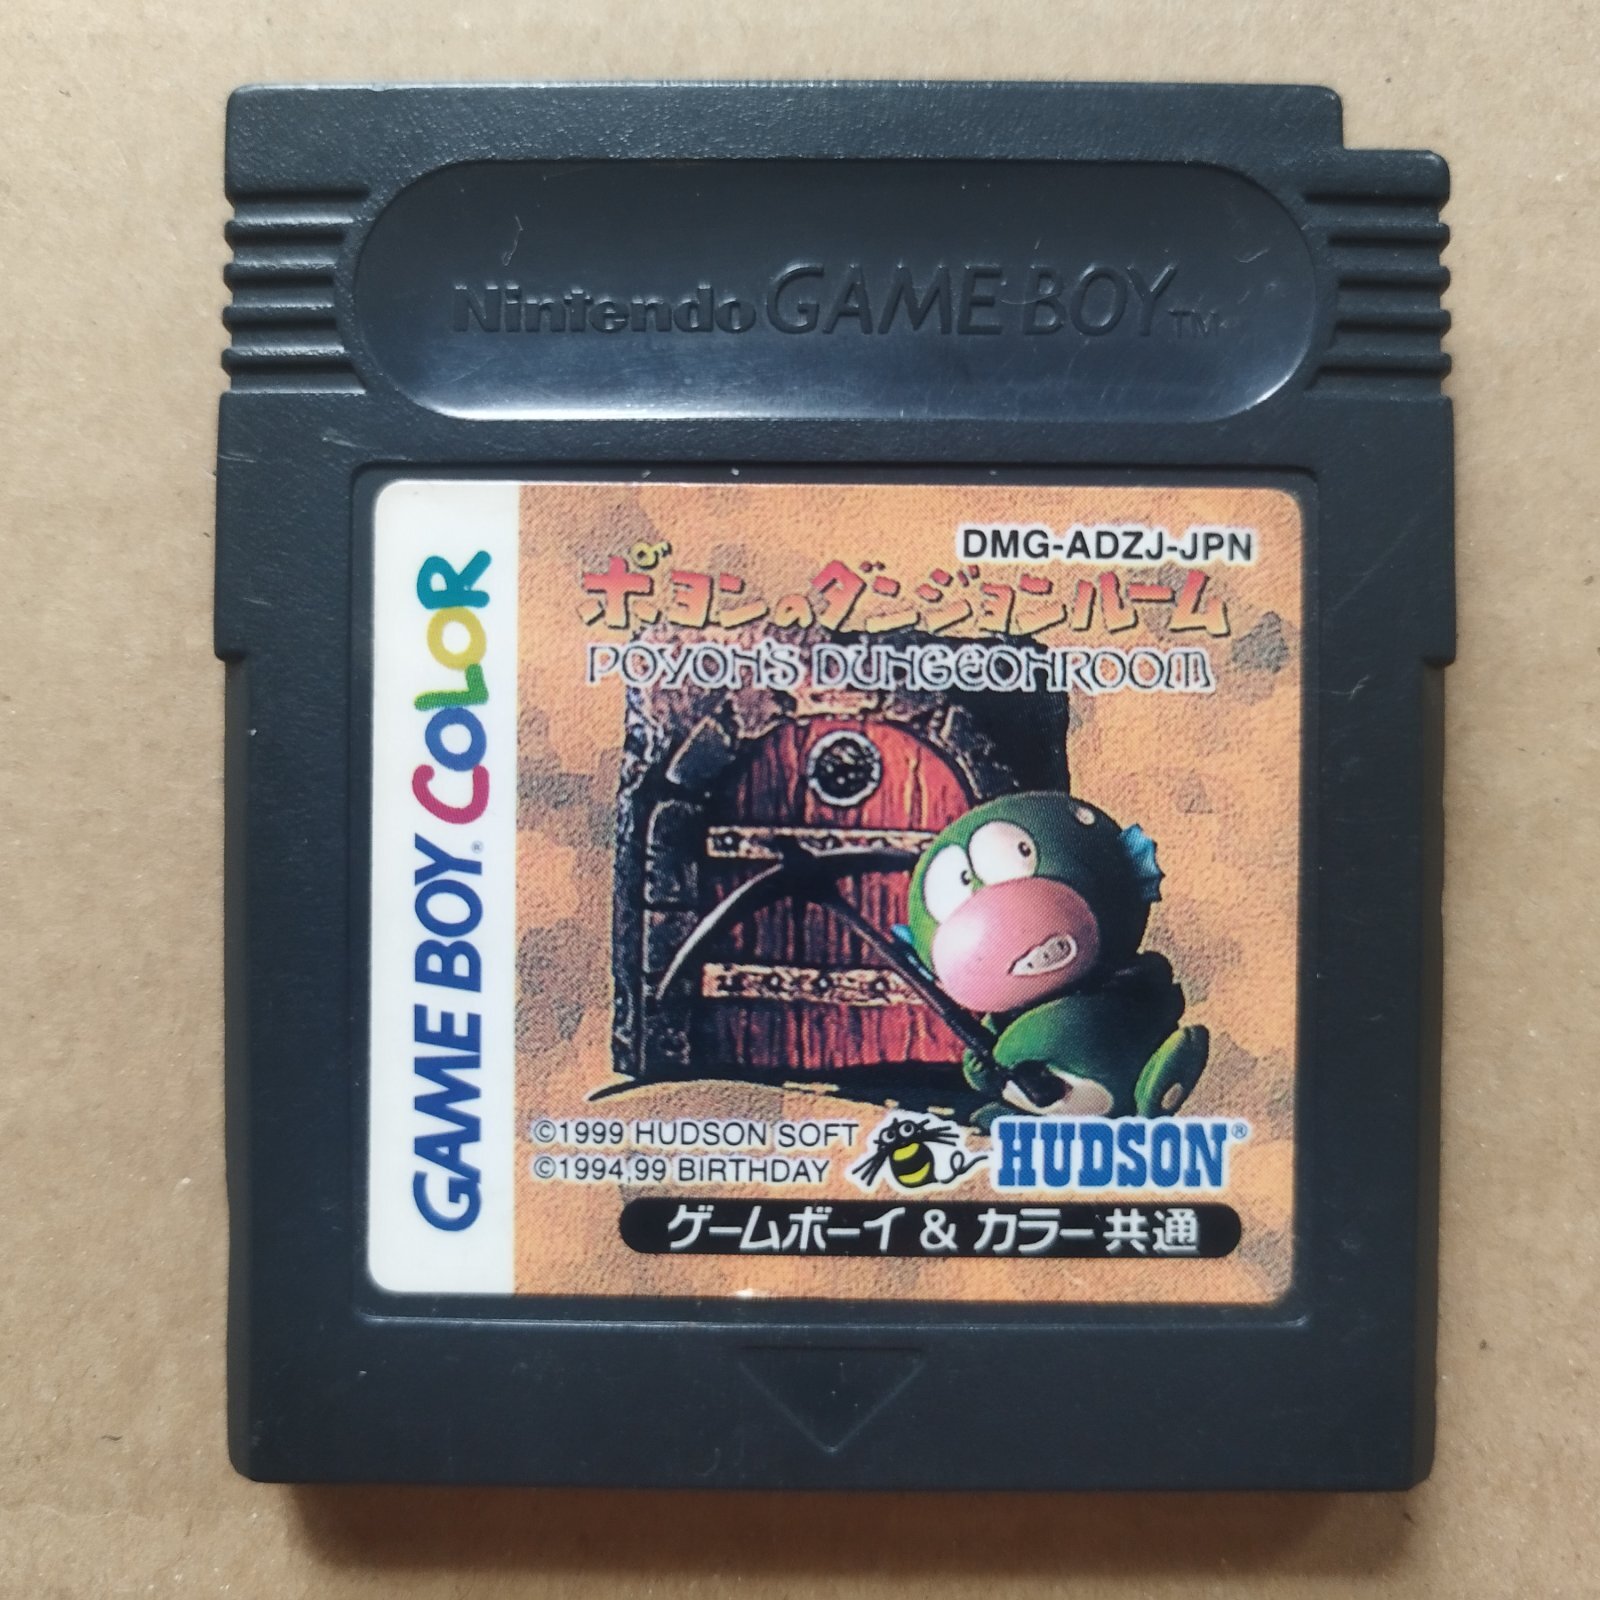 Nintendo GAME BOY™
GAME BOY® COLOR
DMG-ADZJ-JPN
ポヨンのダンジョンルーム
POYON'S DUNGEONROOM
©1999 HUDSON SOFT
©1994,99 BIRTHDAY
HUDSON®
ゲームボーイ & カラー共通